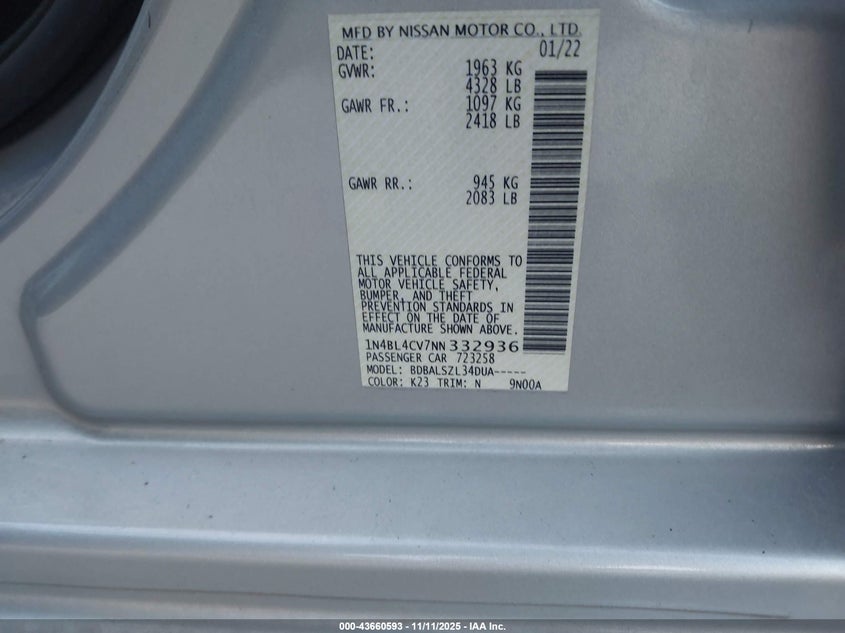 MFD BY NISSAN MOTOR CO., LTD.
DATE: 01/22
GVWR: 1963 KG
4328 LB
GAWR FR.: 1097 KG
2418 LB
GAWR RR.: 945 KG
2083 LB
THIS VEHICLE CONFORMS TO
ALL APPLICABLE FEDERAL
MOTOR VEHICLE SAFETY,
BUMPER, AND THEFT
PREVENTION STANDARDS IN
EFFECT ON THE DATE OF
MANUFACTURE SHOWN ABOVE.
1N4BL4CV7NN332936
PASSENGER CAR 723258
MODEL: BDBALSZL34DUA-----
COLOR: K23 TRIM: N 9N00A
000-43660593 - 11/11/2025 - IAA Inc.